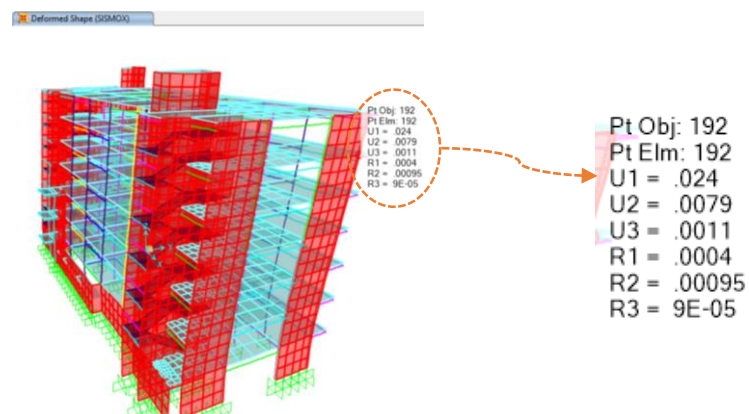 Deformed Shape (SISMOX)
Pt Obj: 192
Pt Elm: 192
U1 = .024
U2 = .0079
U3 = .0011
R1 = .0004
R2 = .00095
R3 = 9E-05
Pt Obj: 192
Pt Elm: 192
U1 = .024
U2 = .0079
U3 = .0011
R1 = .0004
R2 = .00095
R3 = 9E-05